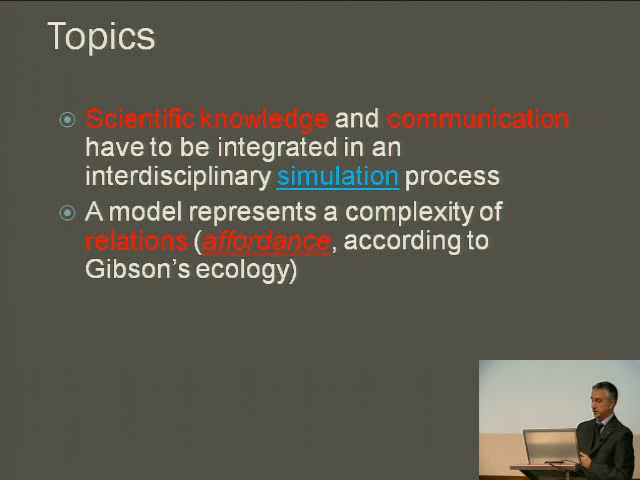 Topics
Scientific knowledge and communication
have to be integrated in an
interdisciplinary simulation process
A model represents a complexity of
relations (affordance, according to
Gibson's ecology)